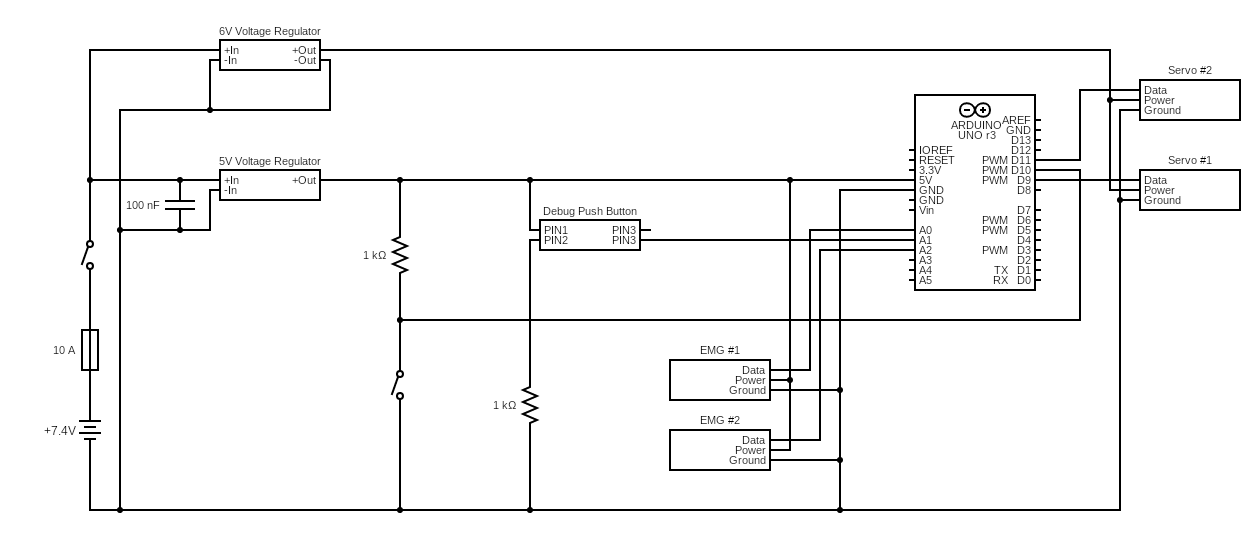 6V Voltage Regulator
+In
+Out
-In
-Out
5V Voltage Regulator
+In
+Out
-In
100 nF
10 A
+7.4V
1 kΩ
Debug Push Button
PIN1
PIN3
PIN2
PIN3
1 kΩ
EMG #1
Data
Power
Ground
EMG #2
Data
Power
Ground
ARDUINO
UNO r3
IOREF
RESET
3.3V
5V
GND
GND
Vin
A0
A1
A2
A3
A4
A5
AREF
GND
D13
D12
PWM D11
PWM D10
PWM D9
D8
D7
PWM D6
PWM D5
D4
PWM D3
D2
TX D1
RX D0
Servo #2
Data
Power
Ground
Servo #1
Data
Power
Ground